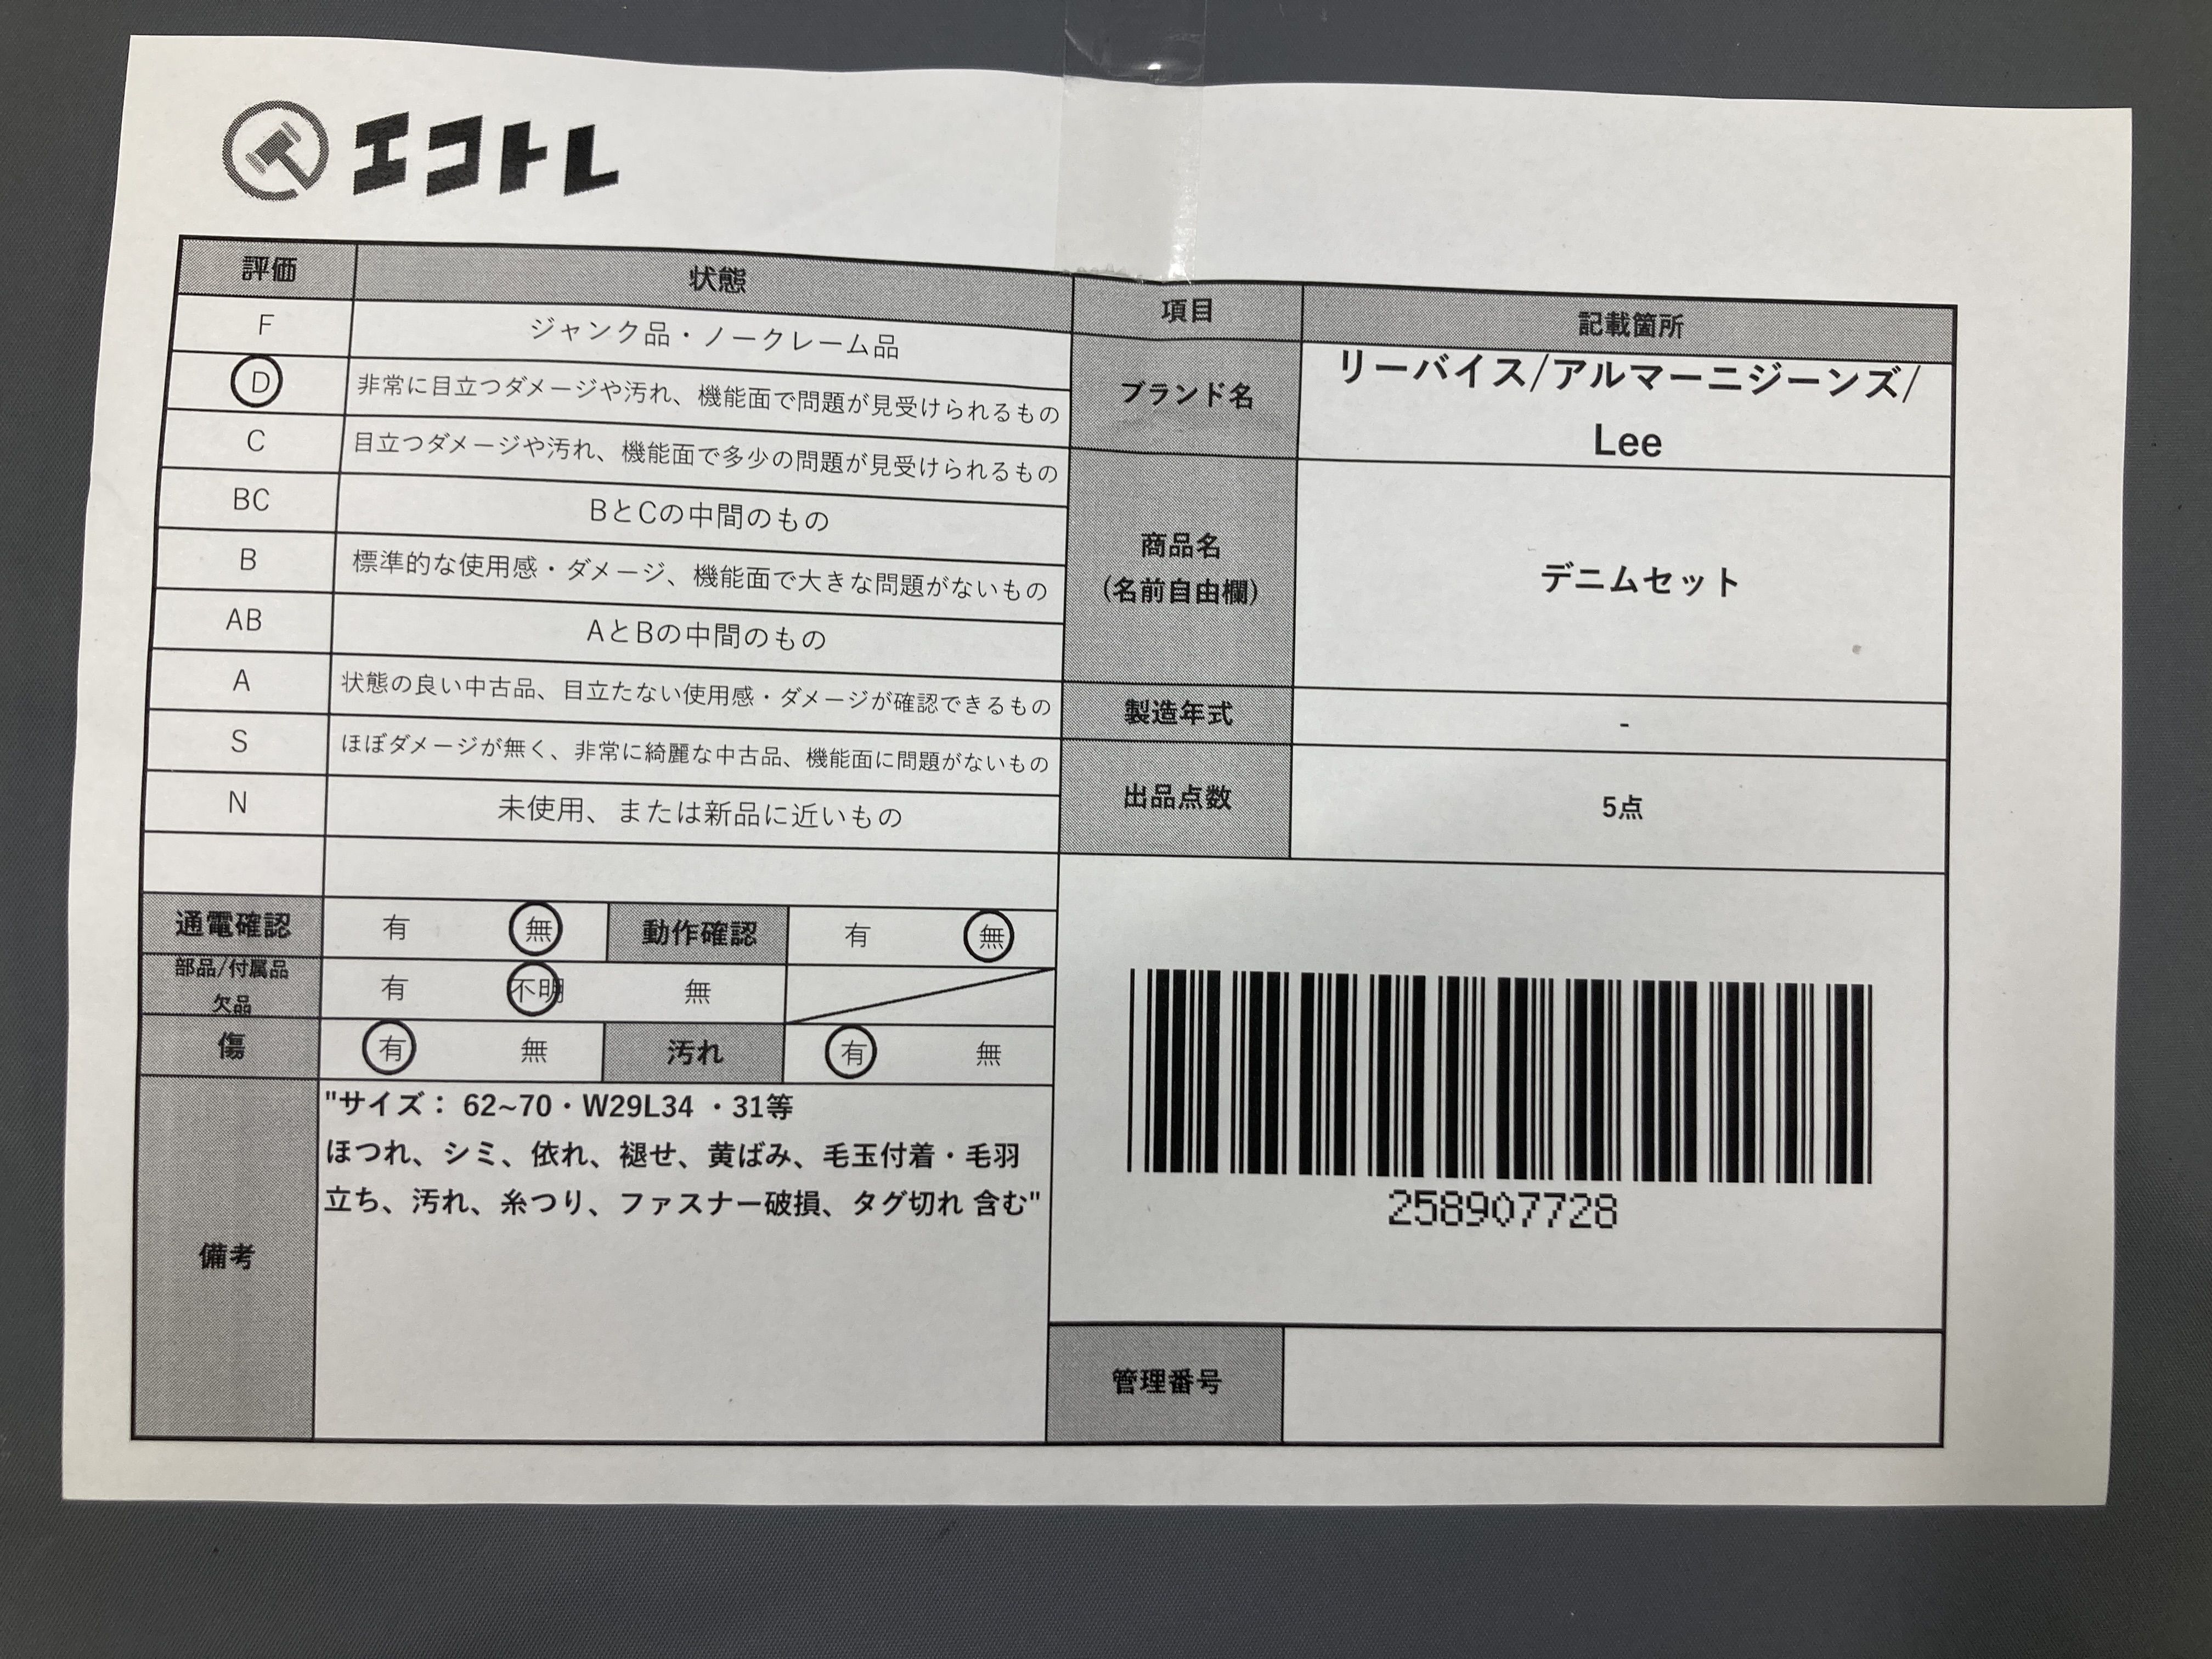 エコトレ
評価 状態
F ジャンク品・ノークレーム品
D 非常に目立つダメージや汚れ、機能面で問題が見受けられるもの
C 目立つダメージや汚れ、機能面で多少の問題が見受けられるもの
BC BとCの中間のもの
B 標準的な使用感・ダメージ、機能面で大きな問題がないもの
AB AとBの中間のもの
A 状態の良い中古品、目立たない使用感・ダメージが確認できるもの
S ほぼダメージが無く、非常に綺麗な中古品、機能面に問題がないもの
N 未使用、または新品に近いもの
通電確認 有 無 動作確認 有 無
部品/付属品
欠品 有 不明 無
傷 有 無 汚れ 有 無
備考
"サイズ： 62~70・W29L34 ・31等
ほつれ、シミ、依れ、褪せ、黄ばみ、毛玉付着・毛羽
立ち、汚れ、糸つり、ファスナー破損、タグ切れ 含む"
項目 記載箇所
ブランド名
リーバイス/アルマーニジーンズ/
Lee
商品名
(名前自由欄)
デニムセット
製造年式 -
出品点数 5点
258907728
管理番号